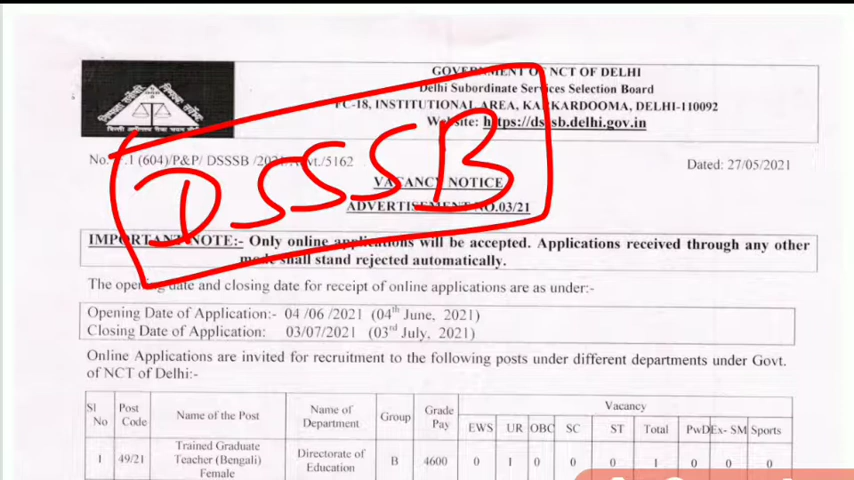 GOVERNMENT OF NCT OF DELHI
Delhi Subordinate Services Selection Board
FC-18, INSTITUTIONAL AREA, KARKARDOOMA, DELHI-110092
Website: https://dsssb.delhi.gov.in
(604)/P&P/ DSSSB /5162
Dated: 27/05/2021
VACANCY NOTICE
ADVERTISEMENT NO.03/21
DSSSB
IMPORTANT NOTE:- Only online applications will be accepted. Applications received through any other
mode shall stand rejected automatically.
The opening date and closing date for receipt of online applications are as under:-
Opening Date of Application:- 04 /06 /2021 (04th June, 2021)
Closing Date of Application: 03/07/2021 (03rd July, 2021)
Online Applications are invited for recruitment to the following posts under different departments under Govt.
of NCT of Delhi:-
Sl No Post Code Name of the Post Name of Department Group Grade Pay Vacancy
EWS UR OBC SC ST Total PwD Ex- SM Sports
1 49/21 Trained Graduate Teacher (Bengali) Female Directorate of Education B 4600 0 1 0 0 0 1 0 0 0